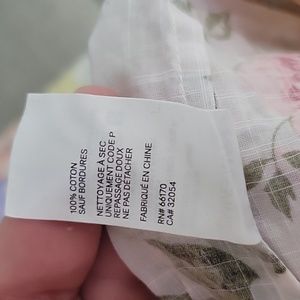 100% COTON
SAUF BORDURES
NETTOYAGE À SEC
UNIQUEMENT CODE P
REPASSAGE DOUX
NE PAS DÉTACHER
FABRIQUÉ EN CHINE
RN# 66170
CA# 32054